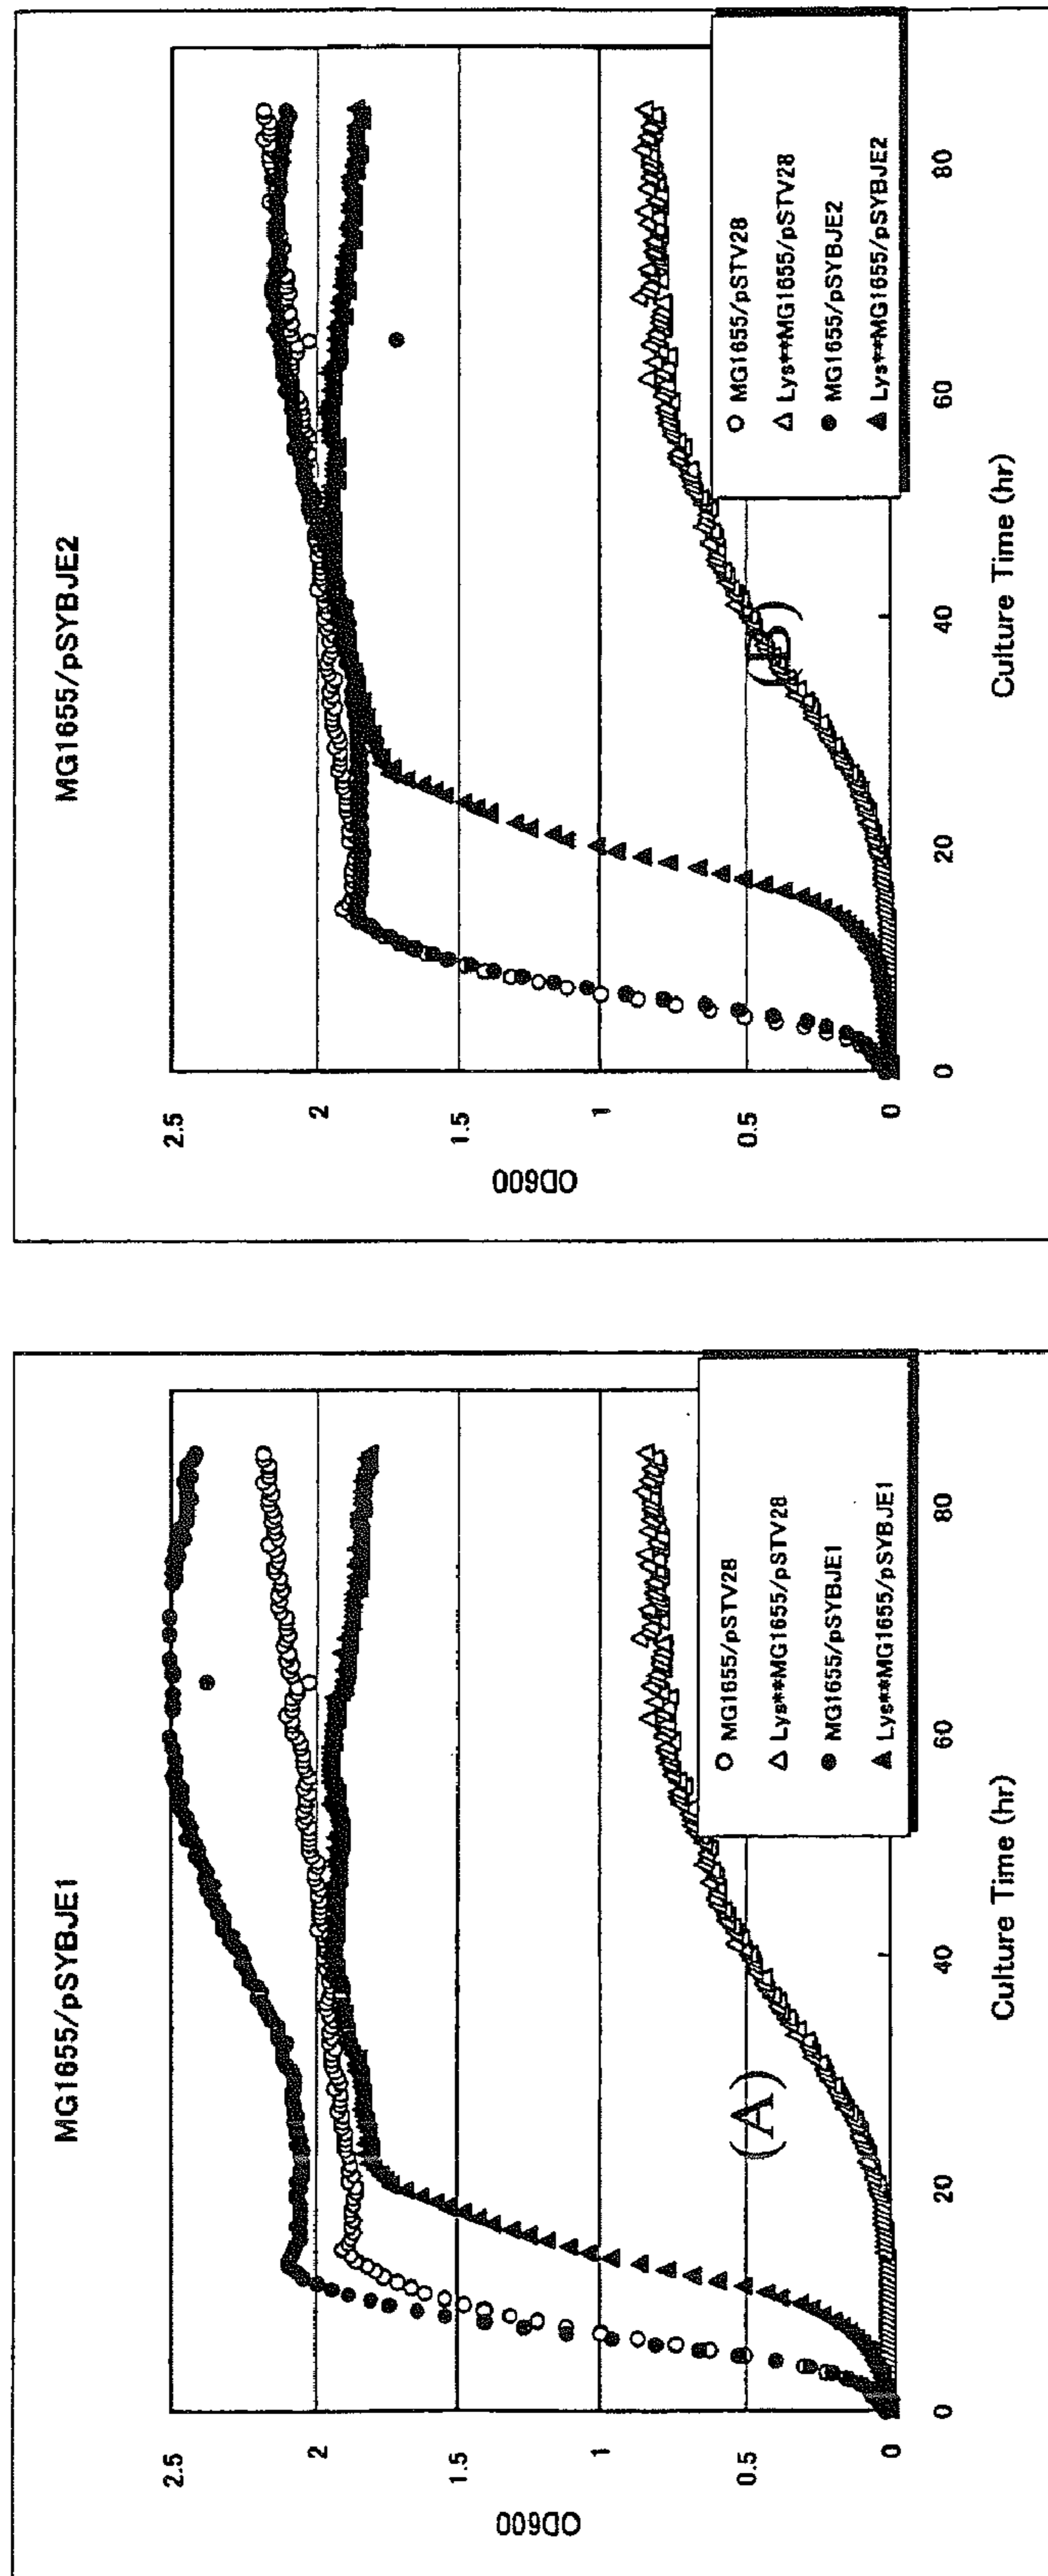 MG1655/pSYBJE1
OD600
2.5
2
1.5
1
0.5
0
0
20
40
60
80
Culture Time (hr)
○ MG1655/pSTV28
△ Lys**MG1655/pSTV28
● MG1655/pSYBJE1
▲ Lys**MG1655/pSYBJE1
(A)
MG1655/pSYBJE2
OD600
2.5
2
1.5
1
0.5
0
0
20
40
60
80
Culture Time (hr)
○ MG1655/pSTV28
△ Lys**MG1655/pSTV28
● MG1655/pSYBJE2
▲ Lys**MG1655/pSYBJE2
(B)